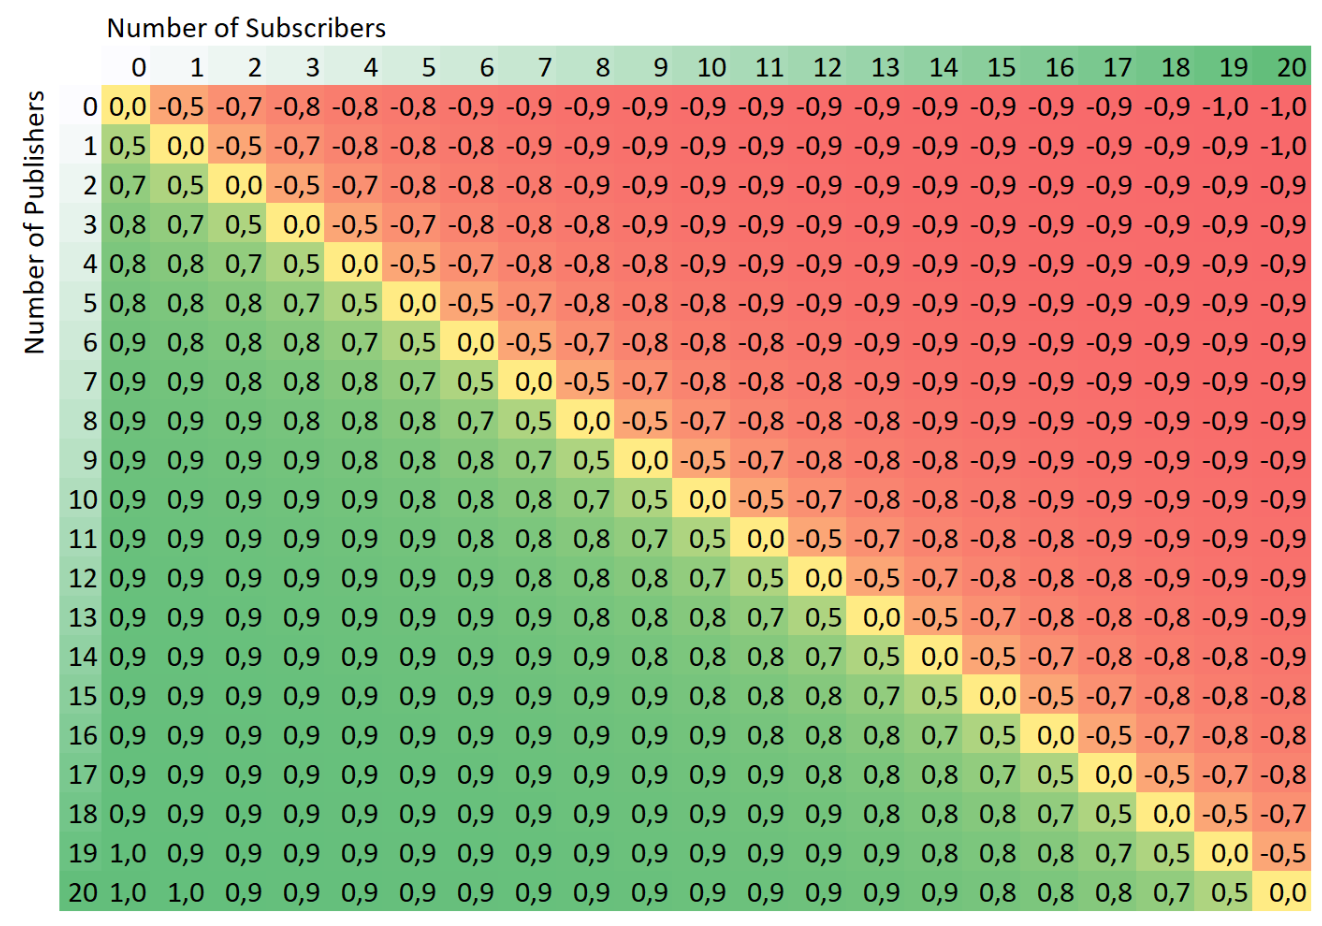 Number of Subscribers
0 1 2 3 4 5 6 7 8 9 10 11 12 13 14 15 16 17 18 19 20
Number of Publishers
0 0,0 -0,5 -0,7 -0,8 -0,8 -0,8 -0,9 -0,9 -0,9 -0,9 -0,9 -0,9 -0,9 -0,9 -0,9 -0,9 -0,9 -0,9 -0,9 -1,0 -1,0
1 0,5 0,0 -0,5 -0,7 -0,8 -0,8 -0,8 -0,9 -0,9 -0,9 -0,9 -0,9 -0,9 -0,9 -0,9 -0,9 -0,9 -0,9 -0,9 -0,9 -1,0
2 0,7 0,5 0,0 -0,5 -0,7 -0,8 -0,8 -0,8 -0,9 -0,9 -0,9 -0,9 -0,9 -0,9 -0,9 -0,9 -0,9 -0,9 -0,9 -0,9 -0,9
3 0,8 0,7 0,5 0,0 -0,5 -0,7 -0,8 -0,8 -0,8 -0,9 -0,9 -0,9 -0,9 -0,9 -0,9 -0,9 -0,9 -0,9 -0,9 -0,9 -0,9
4 0,8 0,8 0,7 0,5 0,0 -0,5 -0,7 -0,8 -0,8 -0,8 -0,9 -0,9 -0,9 -0,9 -0,9 -0,9 -0,9 -0,9 -0,9 -0,9 -0,9
5 0,8 0,8 0,8 0,7 0,5 0,0 -0,5 -0,7 -0,8 -0,8 -0,8 -0,9 -0,9 -0,9 -0,9 -0,9 -0,9 -0,9 -0,9 -0,9 -0,9
6 0,9 0,8 0,8 0,8 0,7 0,5 0,0 -0,5 -0,7 -0,8 -0,8 -0,8 -0,9 -0,9 -0,9 -0,9 -0,9 -0,9 -0,9 -0,9 -0,9
7 0,9 0,9 0,8 0,8 0,8 0,7 0,5 0,0 -0,5 -0,7 -0,8 -0,8 -0,8 -0,9 -0,9 -0,9 -0,9 -0,9 -0,9 -0,9 -0,9
8 0,9 0,9 0,9 0,8 0,8 0,8 0,7 0,5 0,0 -0,5 -0,7 -0,8 -0,8 -0,8 -0,9 -0,9 -0,9 -0,9 -0,9 -0,9 -0,9
9 0,9 0,9 0,9 0,9 0,8 0,8 0,8 0,7 0,5 0,0 -0,5 -0,7 -0,8 -0,8 -0,8 -0,9 -0,9 -0,9 -0,9 -0,9 -0,9
10 0,9 0,9 0,9 0,9 0,9 0,8 0,8 0,8 0,7 0,5 0,0 -0,5 -0,7 -0,8 -0,8 -0,8 -0,9 -0,9 -0,9 -0,9 -0,9
11 0,9 0,9 0,9 0,9 0,9 0,9 0,8 0,8 0,8 0,7 0,5 0,0 -0,5 -0,7 -0,8 -0,8 -0,8 -0,9 -0,9 -0,9 -0,9
12 0,9 0,9 0,9 0,9 0,9 0,9 0,9 0,8 0,8 0,8 0,7 0,5 0,0 -0,5 -0,7 -0,8 -0,8 -0,8 -0,9 -0,9 -0,9
13 0,9 0,9 0,9 0,9 0,9 0,9 0,9 0,9 0,8 0,8 0,8 0,7 0,5 0,0 -0,5 -0,7 -0,8 -0,8 -0,8 -0,9 -0,9
14 0,9 0,9 0,9 0,9 0,9 0,9 0,9 0,9 0,9 0,8 0,8 0,8 0,7 0,5 0,0 -0,5 -0,7 -0,8 -0,8 -0,8 -0,9
15 0,9 0,9 0,9 0,9 0,9 0,9 0,9 0,9 0,9 0,9 0,8 0,8 0,8 0,7 0,5 0,0 -0,5 -0,7 -0,8 -0,8 -0,8
16 0,9 0,9 0,9 0,9 0,9 0,9 0,9 0,9 0,9 0,9 0,9 0,8 0,8 0,8 0,7 0,5 0,0 -0,5 -0,7 -0,8 -0,8
17 0,9 0,9 0,9 0,9 0,9 0,9 0,9 0,9 0,9 0,9 0,9 0,9 0,8 0,8 0,8 0,7 0,5 0,0 -0,5 -0,7 -0,8
18 0,9 0,9 0,9 0,9 0,9 0,9 0,9 0,9 0,9 0,9 0,9 0,9 0,9 0,8 0,8 0,8 0,7 0,5 0,0 -0,5 -0,7
19 1,0 0,9 0,9 0,9 0,9 0,9 0,9 0,9 0,9 0,9 0,9 0,9 0,9 0,9 0,8 0,8 0,8 0,7 0,5 0,0 -0,5
20 1,0 1,0 0,9 0,9 0,9 0,9 0,9 0,9 0,9 0,9 0,9 0,9 0,9 0,9 0,9 0,8 0,8 0,8 0,7 0,5 0,0